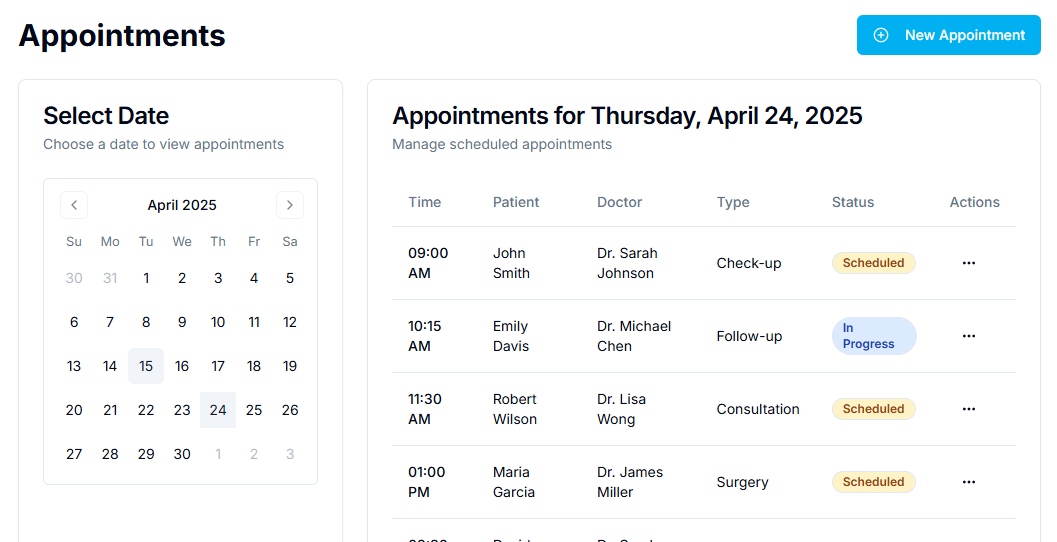 Appointments
New Appointment
Select Date
Choose a date to view appointments
April 2025
Su Mo Tu We Th Fr Sa
30 31 1 2 3 4 5
6 7 8 9 10 11 12
13 14 15 16 17 18 19
20 21 22 23 24 25 26
27 28 29 30 1 2 3
Appointments for Thursday, April 24, 2025
Manage scheduled appointments
Time Patient Doctor Type Status Actions
09:00 John Dr. Sarah Check-up Scheduled
AM Smith Johnson
10:15 Emily Dr. Michael Follow-up In
AM Davis Chen Progress
11:30 Robert Dr. Lisa Consultation Scheduled
AM Wilson Wong
01:00 Maria Dr. James Surgery Scheduled
PM Garcia Miller